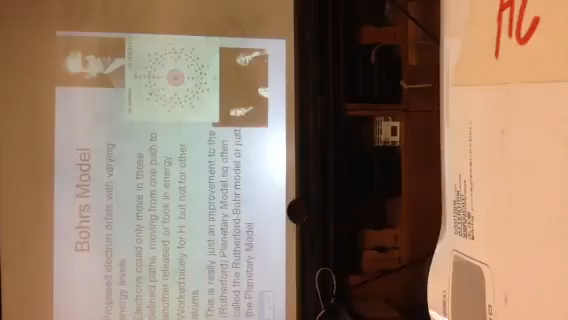 Bohrs Model
Proposed electron orbits with varying
energy levels.
Electrons could only move in these
defined paths, moving from one path to
another released or took in energy
Worked nicely for H, but not for other
atoms
This is really just an improvement to the
(Rutherford) Planetary Model so often
called the Rutherford-Bohr model or just
the Planetary Model